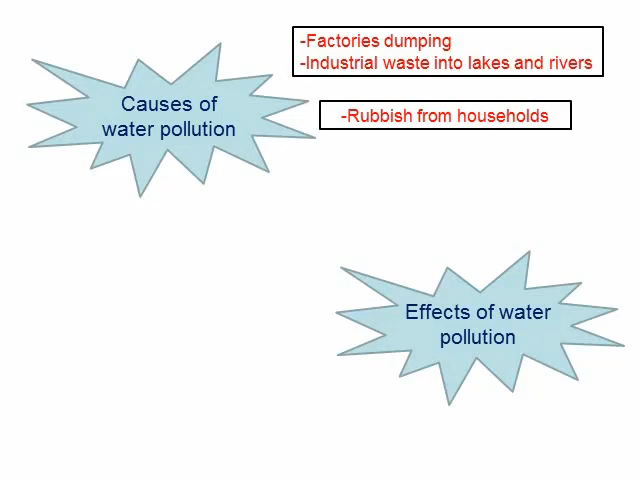 -Factories dumping
-Industrial waste into lakes and rivers
Causes of
water pollution
-Rubbish from households
Effects of water
pollution